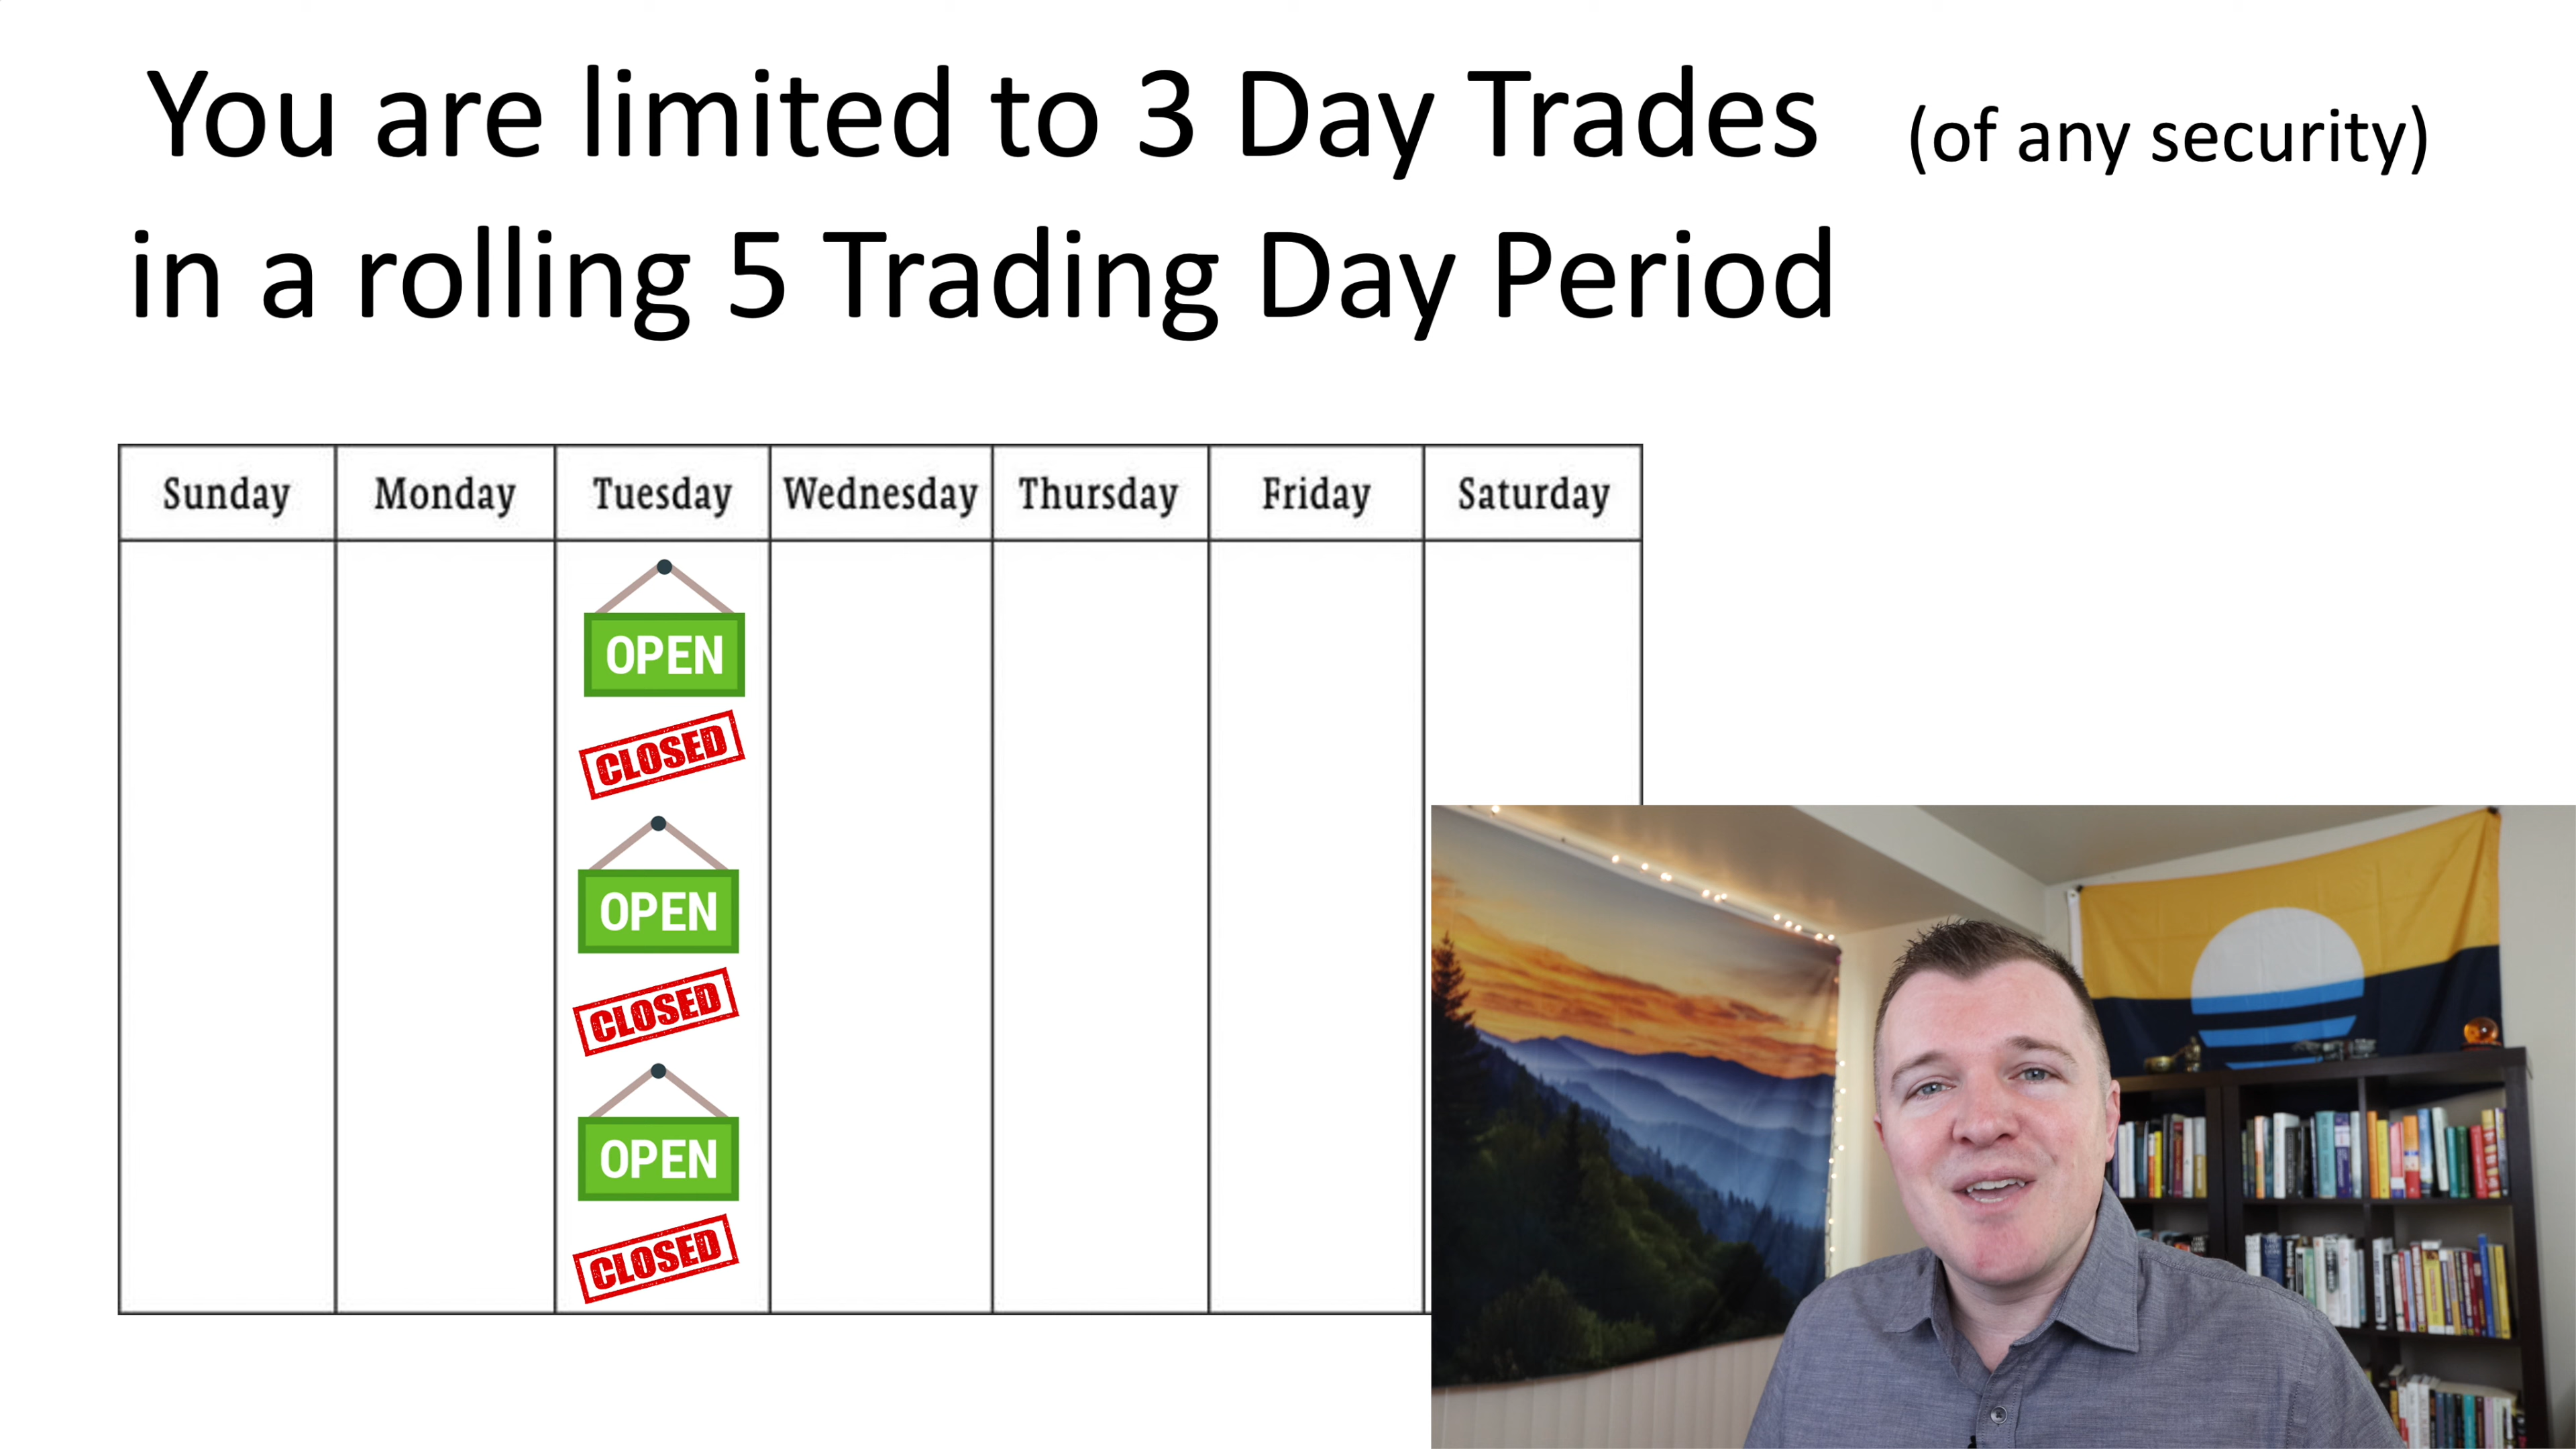 You are limited to 3 Day Trades (of any security)
in a rolling 5 Trading Day Period
Sunday Monday Tuesday Wednesday Thursday Friday Saturday
OPEN
CLOSED
OPEN
CLOSED
OPEN
CLOSED